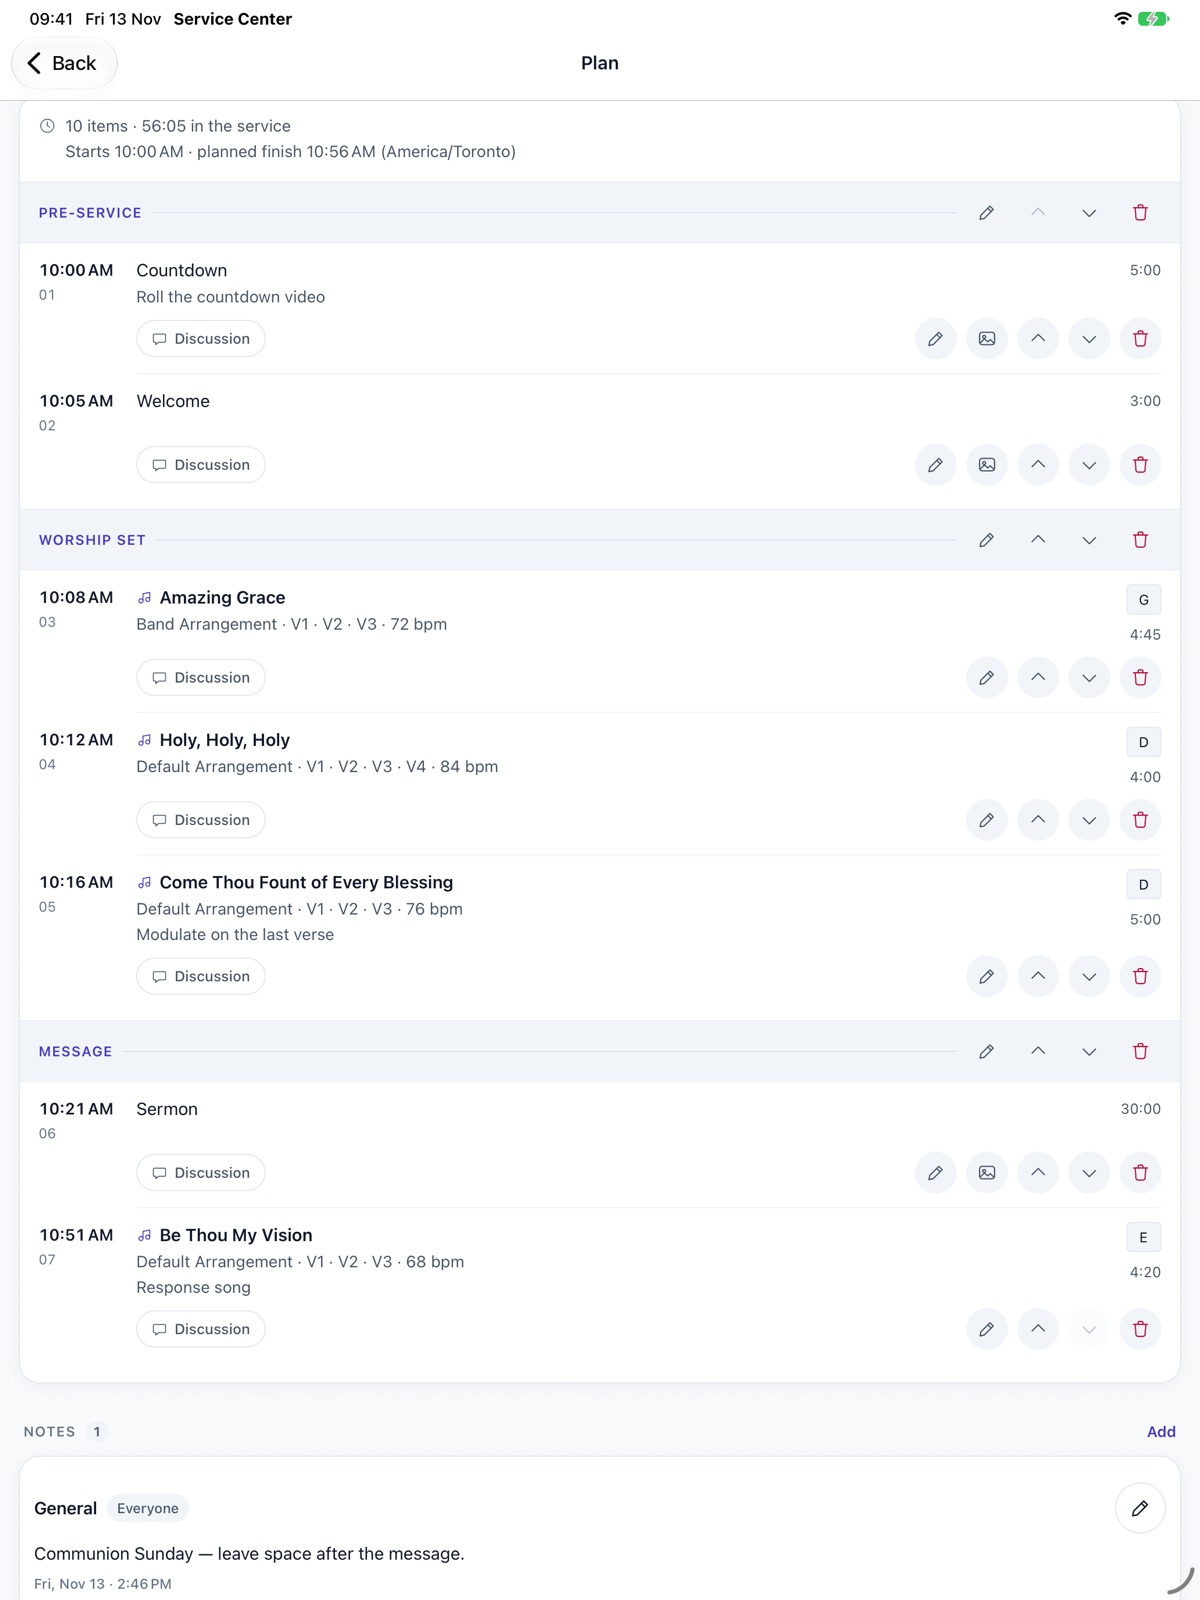 09:41 Fri 13 Nov Service Center
Back
Plan
10 items · 56:05 in the service
Starts 10:00 AM · planned finish 10:56 AM (America/Toronto)
PRE-SERVICE
10:00 AM Countdown 5:00
01 Roll the countdown video
Discussion
10:05 AM Welcome 3:00
02
Discussion
WORSHIP SET
10:08 AM Amazing Grace G
03 Band Arrangement · V1 · V2 · V3 · 72 bpm 4:45
Discussion
10:12 AM Holy, Holy, Holy D
04 Default Arrangement · V1 · V2 · V3 · V4 · 84 bpm 4:00
Discussion
10:16 AM Come Thou Fount of Every Blessing D
05 Default Arrangement · V1 · V2 · V3 · 76 bpm 5:00
Modulate on the last verse
Discussion
MESSAGE
10:21 AM Sermon 30:00
06
Discussion
10:51 AM Be Thou My Vision E
07 Default Arrangement · V1 · V2 · V3 · 68 bpm 4:20
Response song
Discussion
NOTES 1 Add
General Everyone
Communion Sunday — leave space after the message.
Fri, Nov 13 · 2:46 PM